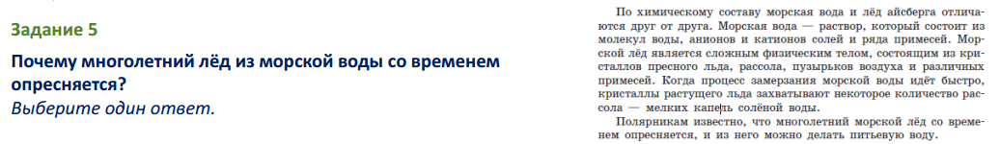 Задание 5
Почему многолетний лёд из морской воды со временем
опресняется?
Выберите один ответ.
По химическому составу морская вода и лёд айсберга отлича-
ются друг от друга. Морская вода — раствор, который состоит из
молекул воды, анионов и катионов солей и ряда примесей. Мор-
ской лёд является сложным физическим телом, состоящим из кри-
сталлов пресного льда, рассола, пузырьков воздуха и различных
примесей. Когда процесс замерзания морской воды идёт быстро,
кристаллы растущего льда захватывают некоторое количество рас-
сола — мелких капель солёной воды.
Полярникам известно, что многолетний морской лёд со време-
нем опресняется, и из него можно делать питьевую воду.